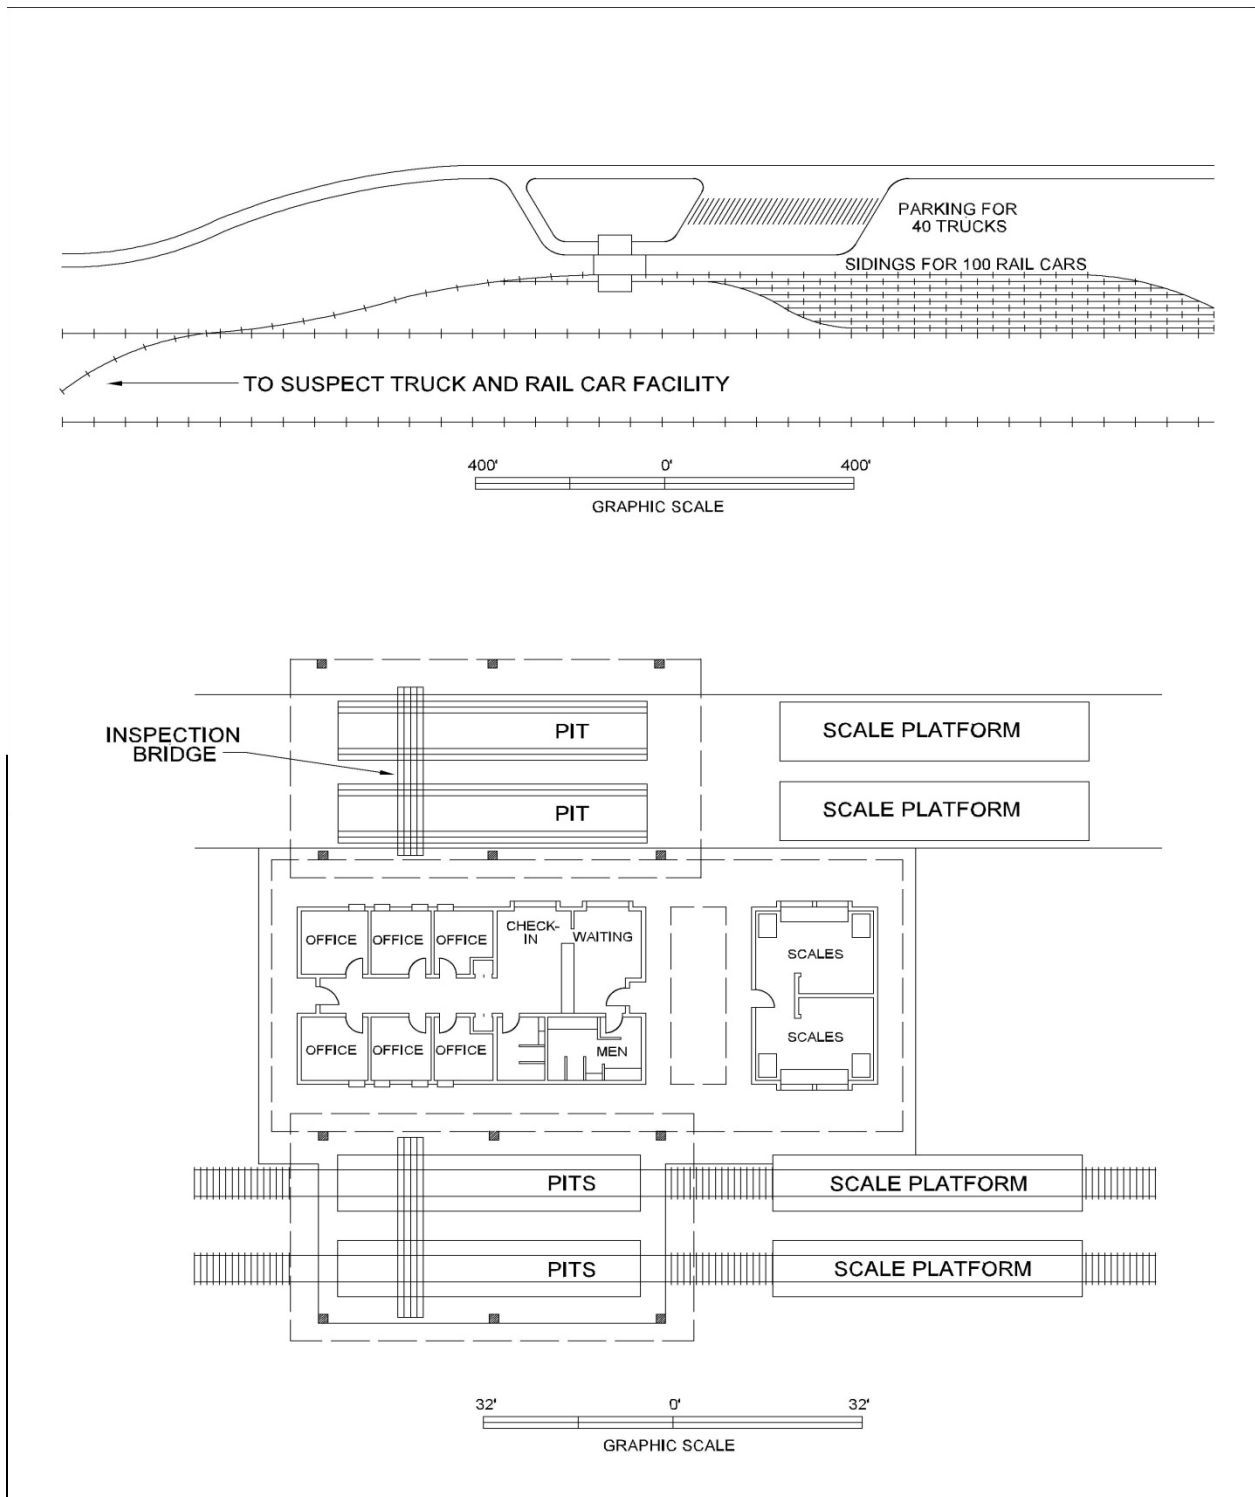 PARKING FOR
40 TRUCKS
SIDINGS FOR 100 RAIL CARS
TO SUSPECT TRUCK AND RAIL CAR FACILITY
400' 0' 400'
GRAPHIC SCALE
INSPECTION
BRIDGE
PIT
SCALE PLATFORM
PIT
SCALE PLATFORM
OFFICE
OFFICE
OFFICE
CHECK-
IN
WAITING
SCALES
OFFICE
OFFICE
OFFICE
MEN
SCALES
PITS
SCALE PLATFORM
PITS
SCALE PLATFORM
32' 0' 32'
GRAPHIC SCALE